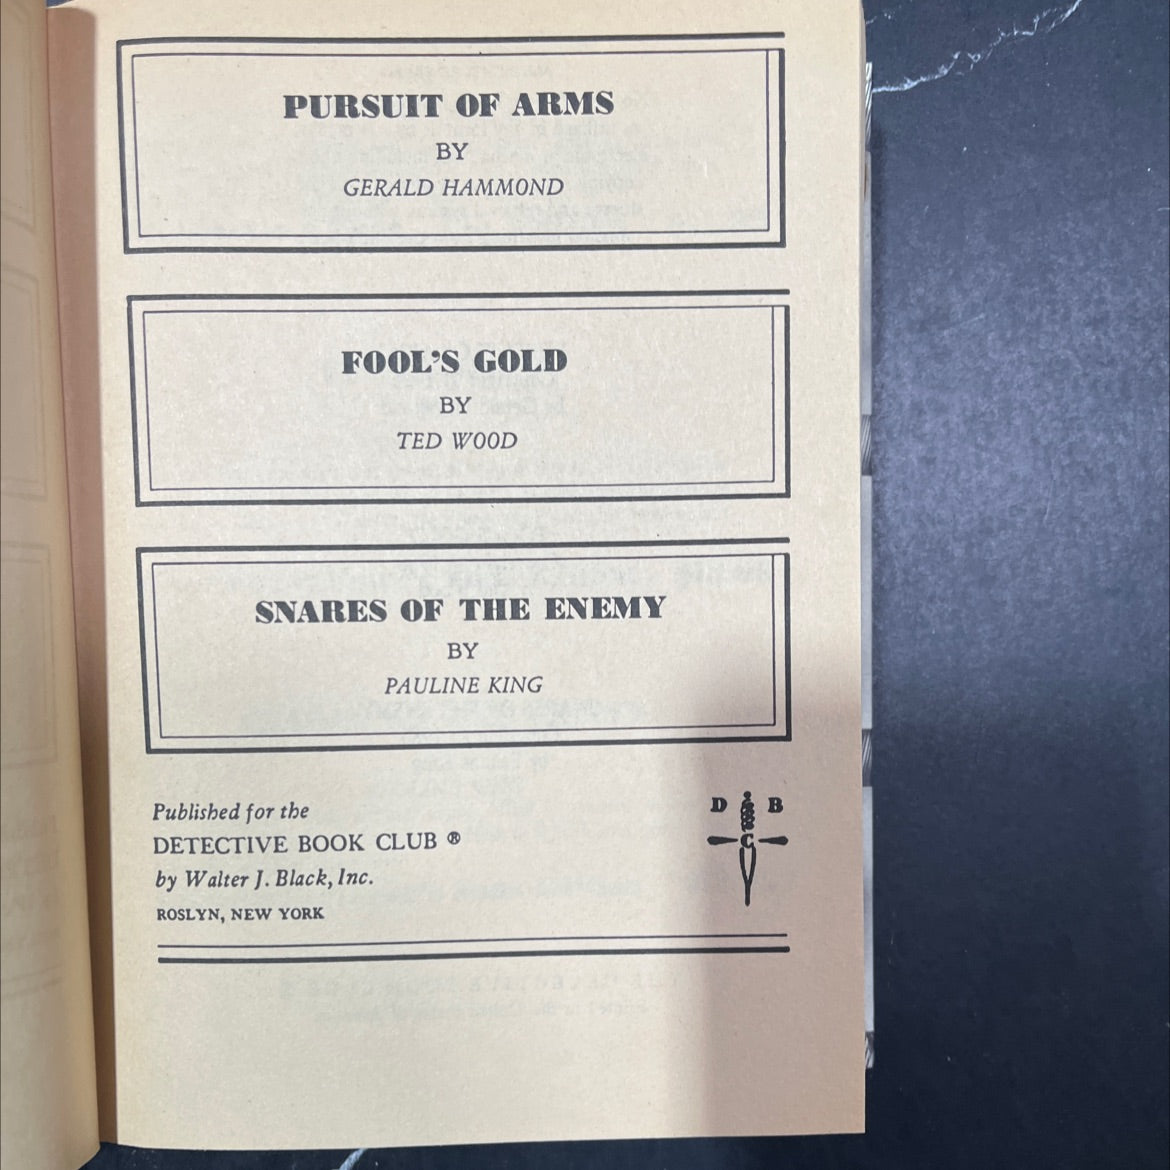 PURSUIT OF ARMS
BY
GERALD HAMMOND
FOOL'S GOLD
BY
TED WOOD
SNARES OF THE ENEMY
BY
PAULINE KING
Published for the
DETECTIVE BOOK CLUB ®
by Walter J. Black, Inc.
ROSLYN, NEW YORK
D B
C